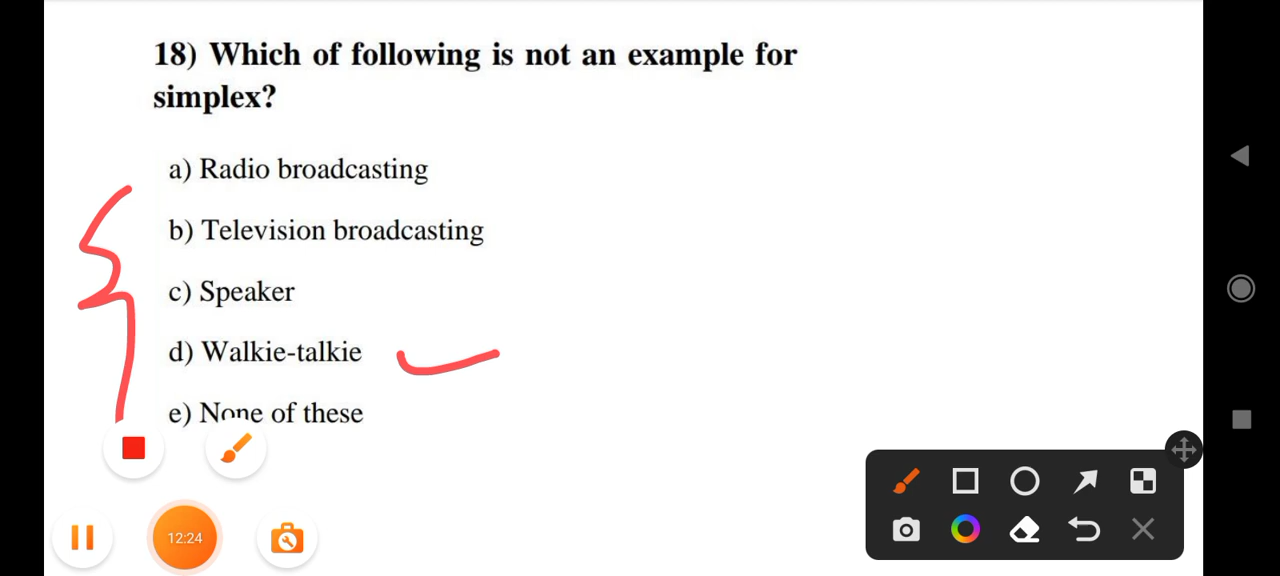 18) Which of following is not an example for
simplex?
a) Radio broadcasting
b) Television broadcasting
c) Speaker
d) Walkie-talkie
e) None of these
12:24